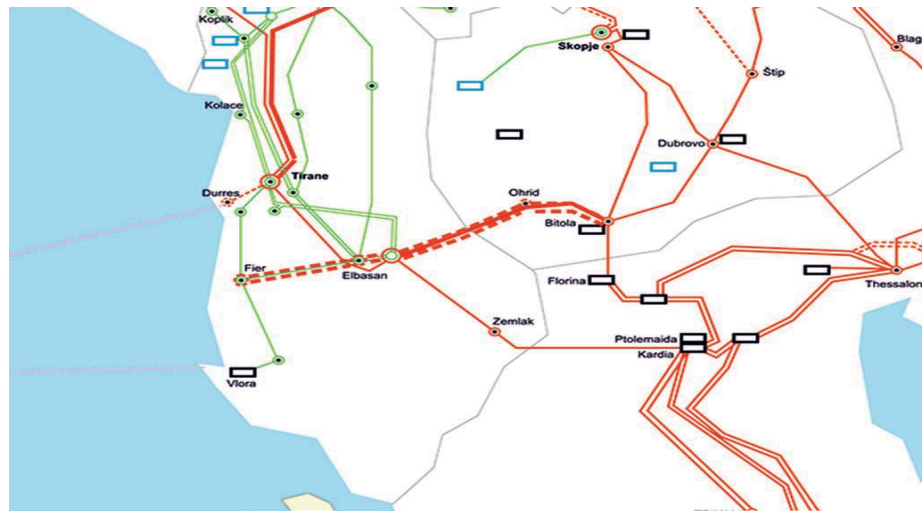 Koplik
Skopje
Blag
Štip
Kolace
Dubrovo
Tirane
Durres
Ohrid
Bitola
Fier
Elbasan
Florina
Thessalon
Zemlak
Ptolemaida
Kardia
Vlora